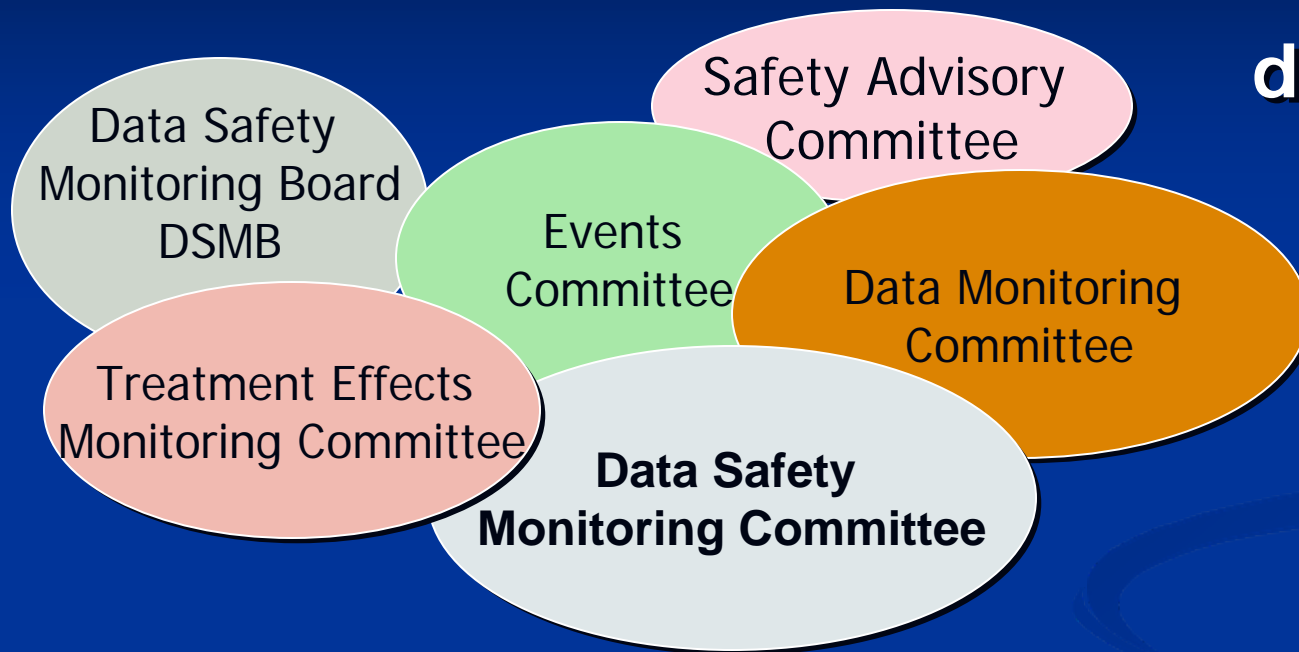 Safety Advisory
Committee
d
Data Safety
Monitoring Board
DSMB
Events
Committee
Data Monitoring
Committee
Treatment Effects
Monitoring Committee
Data Safety
Monitoring Committee